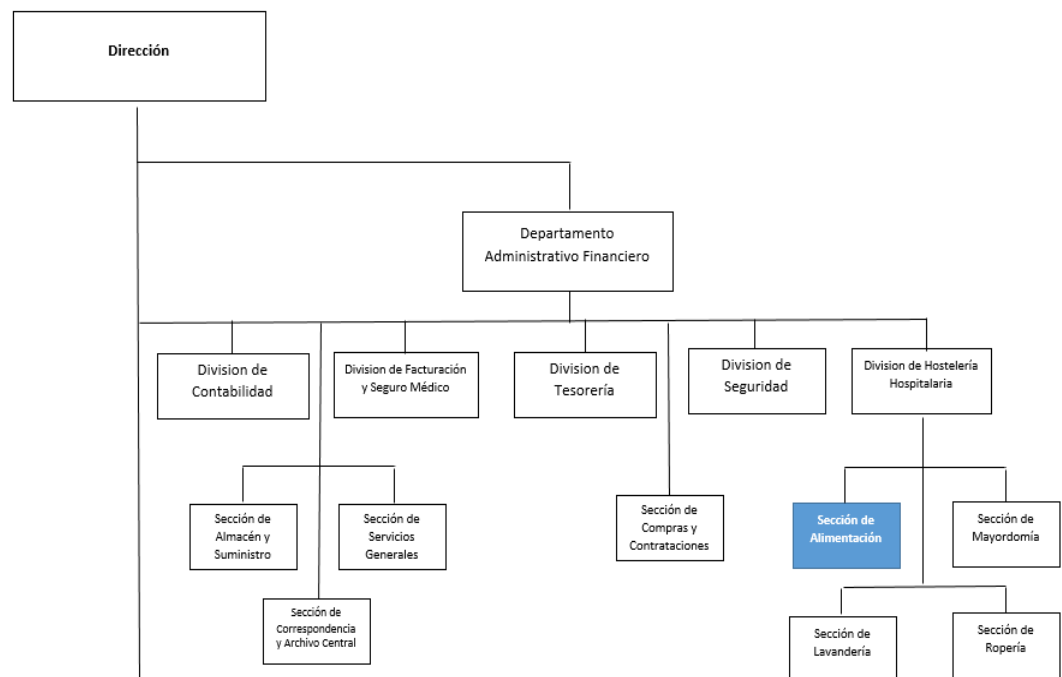 Dirección
Departamento
Administrativo Financiero
Division de
Contabilidad
Division de Facturación
y Seguro Médico
Division de
Tesorería
Division de
Seguridad
Division de Hostelería
Hospitalaria
Sección de
Almacén y
Suministro
Sección de
Servicios
Generales
Sección de
Compras y
Contrataciones
Sección de
Alimentación
Sección de
Mayordomía
Sección de
Correspondencia
y Archivo Central
Sección de
Lavandería
Sección de
Ropería